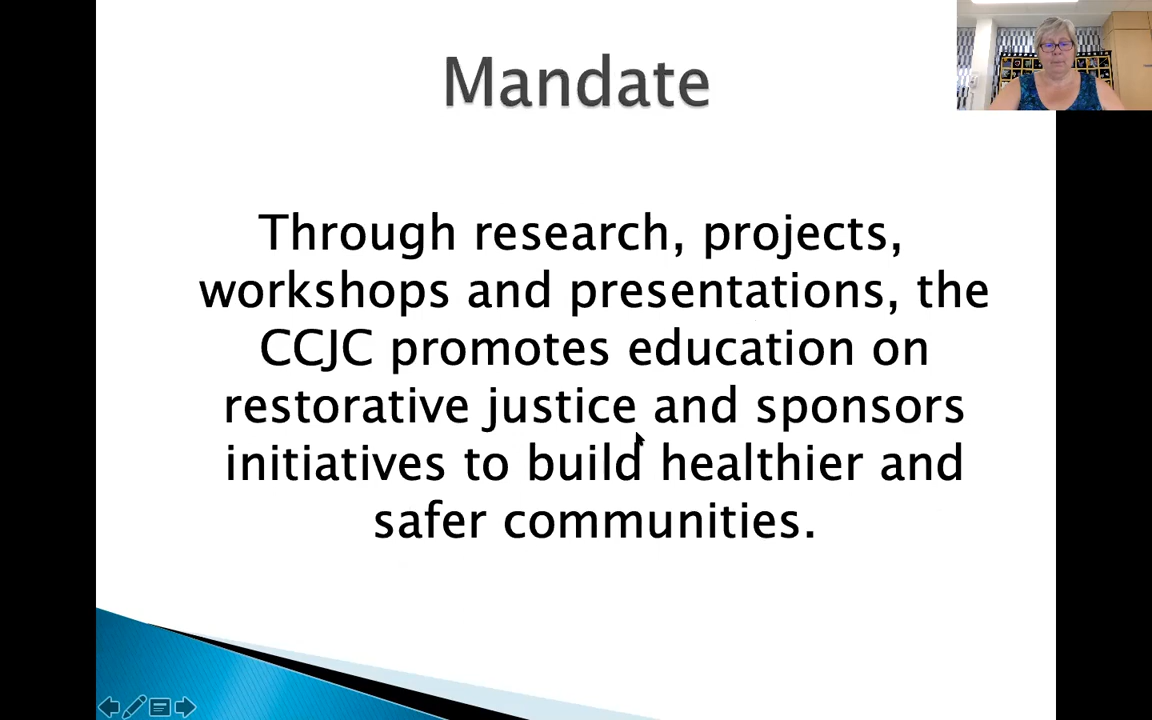 Mandate
Through research, projects,
workshops and presentations, the
CCJC promotes education on
restorative justice and sponsors
initiatives to build healthier and
safer communities.